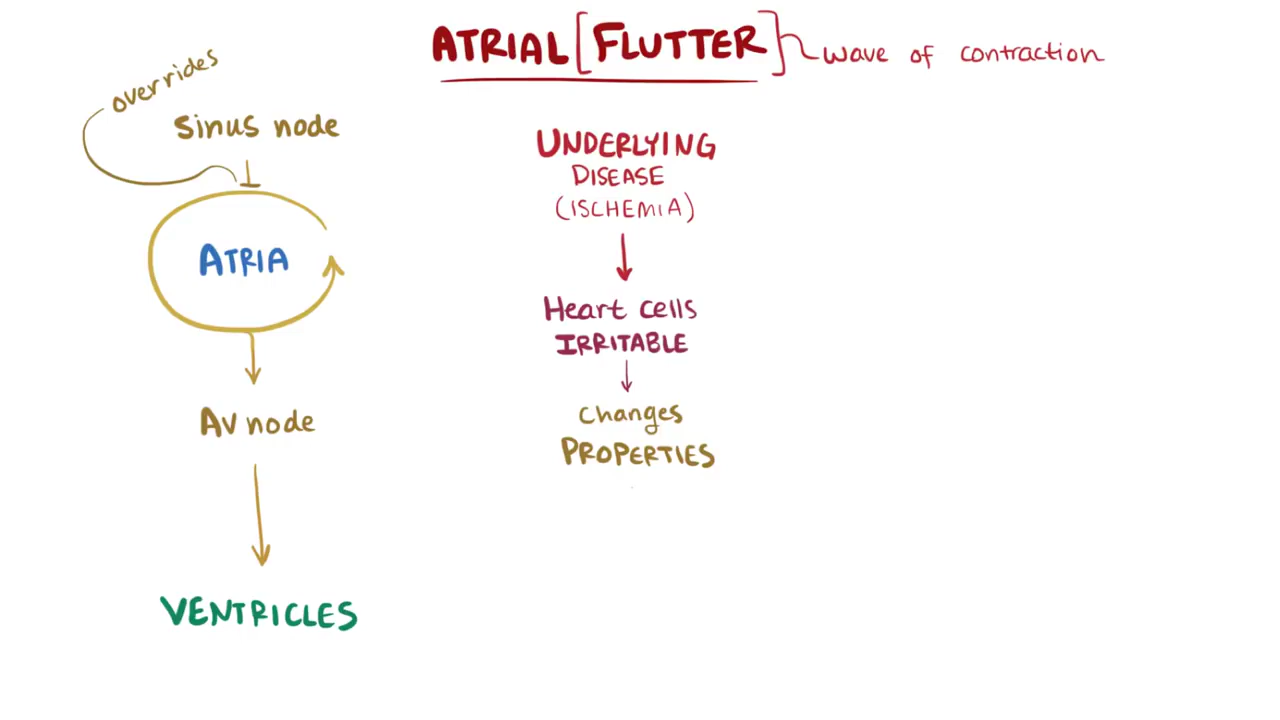 ATRIAL [FLUTTER] wave of contraction
overrides
Sinus node
ATRIA
AV node
VENTRICLES
UNDERLYING
DISEASE
(ISCHEMIA)
Heart cells
IRRITABLE
Changes
PROPERTIES